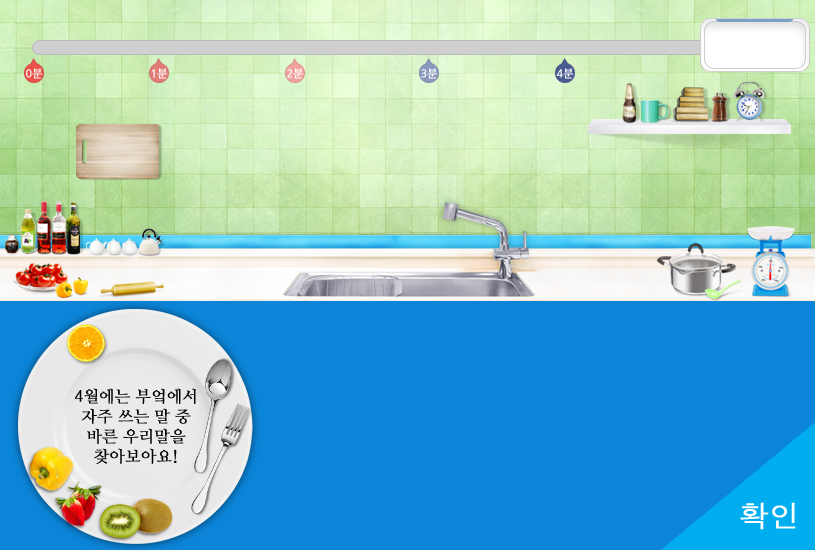 0분
1분
2분
3분
4분
4월에는 부엌에서
자주 쓰는 말 중
바른 우리말을
찾아보아요!
확인